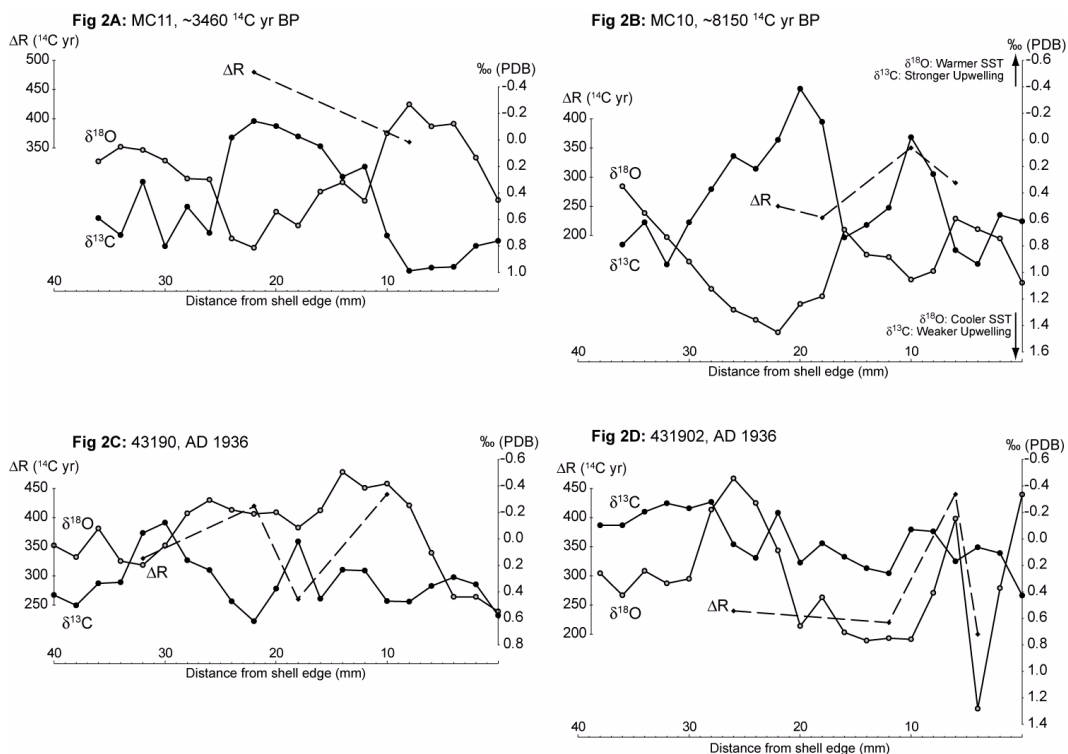 Fig 2A: MC11, ~3460 ¹⁴C yr BP
ΔR (¹⁴C yr)
‰ (PDB)
500
450
400
350
-0.4
-0.2
0.0
0.2
0.4
0.6
0.8
1.0
ΔR
δ¹⁸O
δ¹³C
40
30
20
10
Distance from shell edge (mm)
Fig 2B: MC10, ~8150 ¹⁴C yr BP
‰ (PDB)
δ¹⁸O: Warmer SST
δ¹³C: Stronger Upwelling
ΔR (¹⁴C yr)
400
350
300
250
200
-0.6
-0.4
-0.2
0.0
0.2
0.4
0.6
0.8
1.0
1.2
1.4
1.6
δ¹⁸O
ΔR
δ¹³C
δ¹⁸O: Cooler SST
δ¹³C: Weaker Upwelling
40
30
20
10
Distance from shell edge (mm)
Fig 2C: 43190, AD 1936
‰ (PDB)
ΔR (¹⁴C yr)
450
400
350
300
250
-0.6
-0.4
-0.2
0.0
0.2
0.4
0.6
0.8
δ¹⁸O
ΔR
δ¹³C
40
30
20
10
Distance from shell edge (mm)
Fig 2D: 431902, AD 1936
‰ (PDB)
ΔR (¹⁴C yr)
450
400
350
300
250
200
-0.6
-0.4
-0.2
0.0
0.2
0.4
0.6
0.8
1.0
1.2
1.4
δ¹³C
δ¹⁸O
ΔR
40
30
20
10
Distance from shell edge (mm)